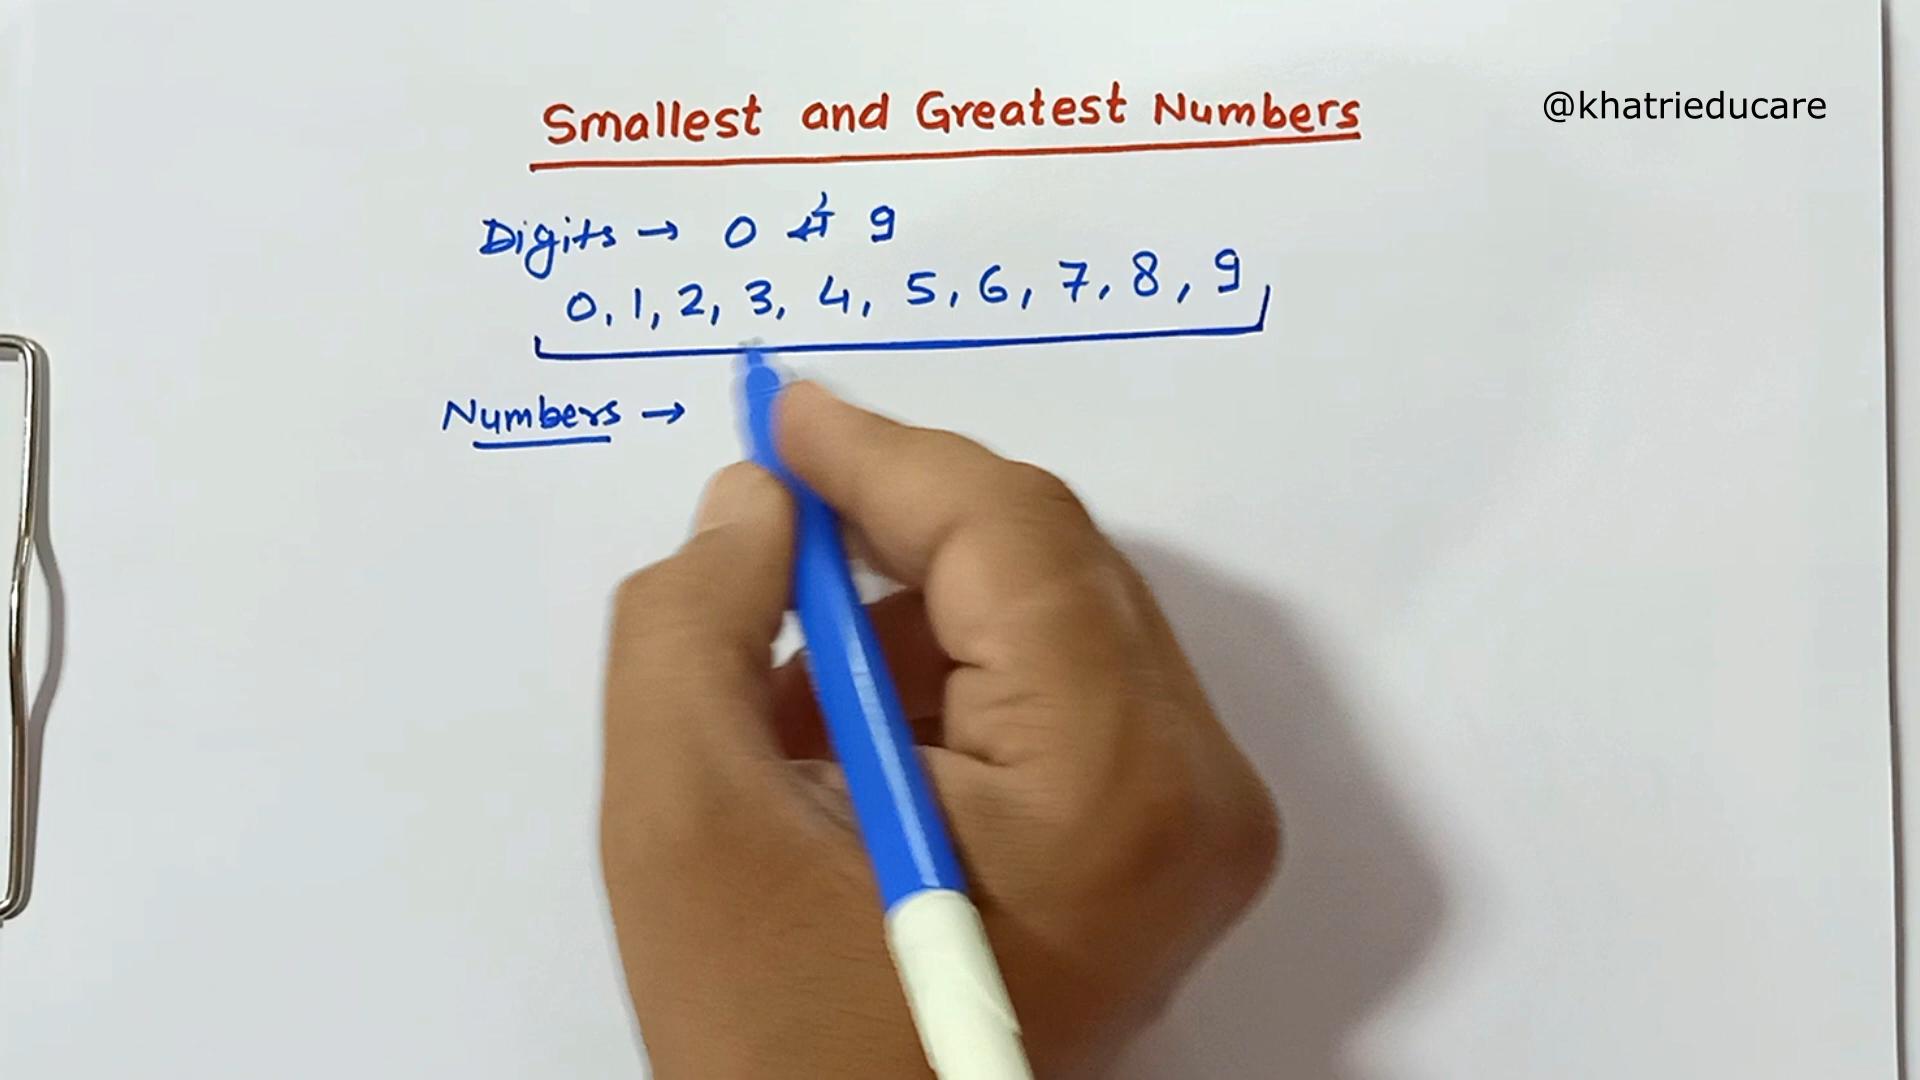 Smallest and Greatest Numbers
@khatrieducare
Digits → 0 से 9
0, 1, 2, 3, 4, 5, 6, 7, 8, 9
Numbers →